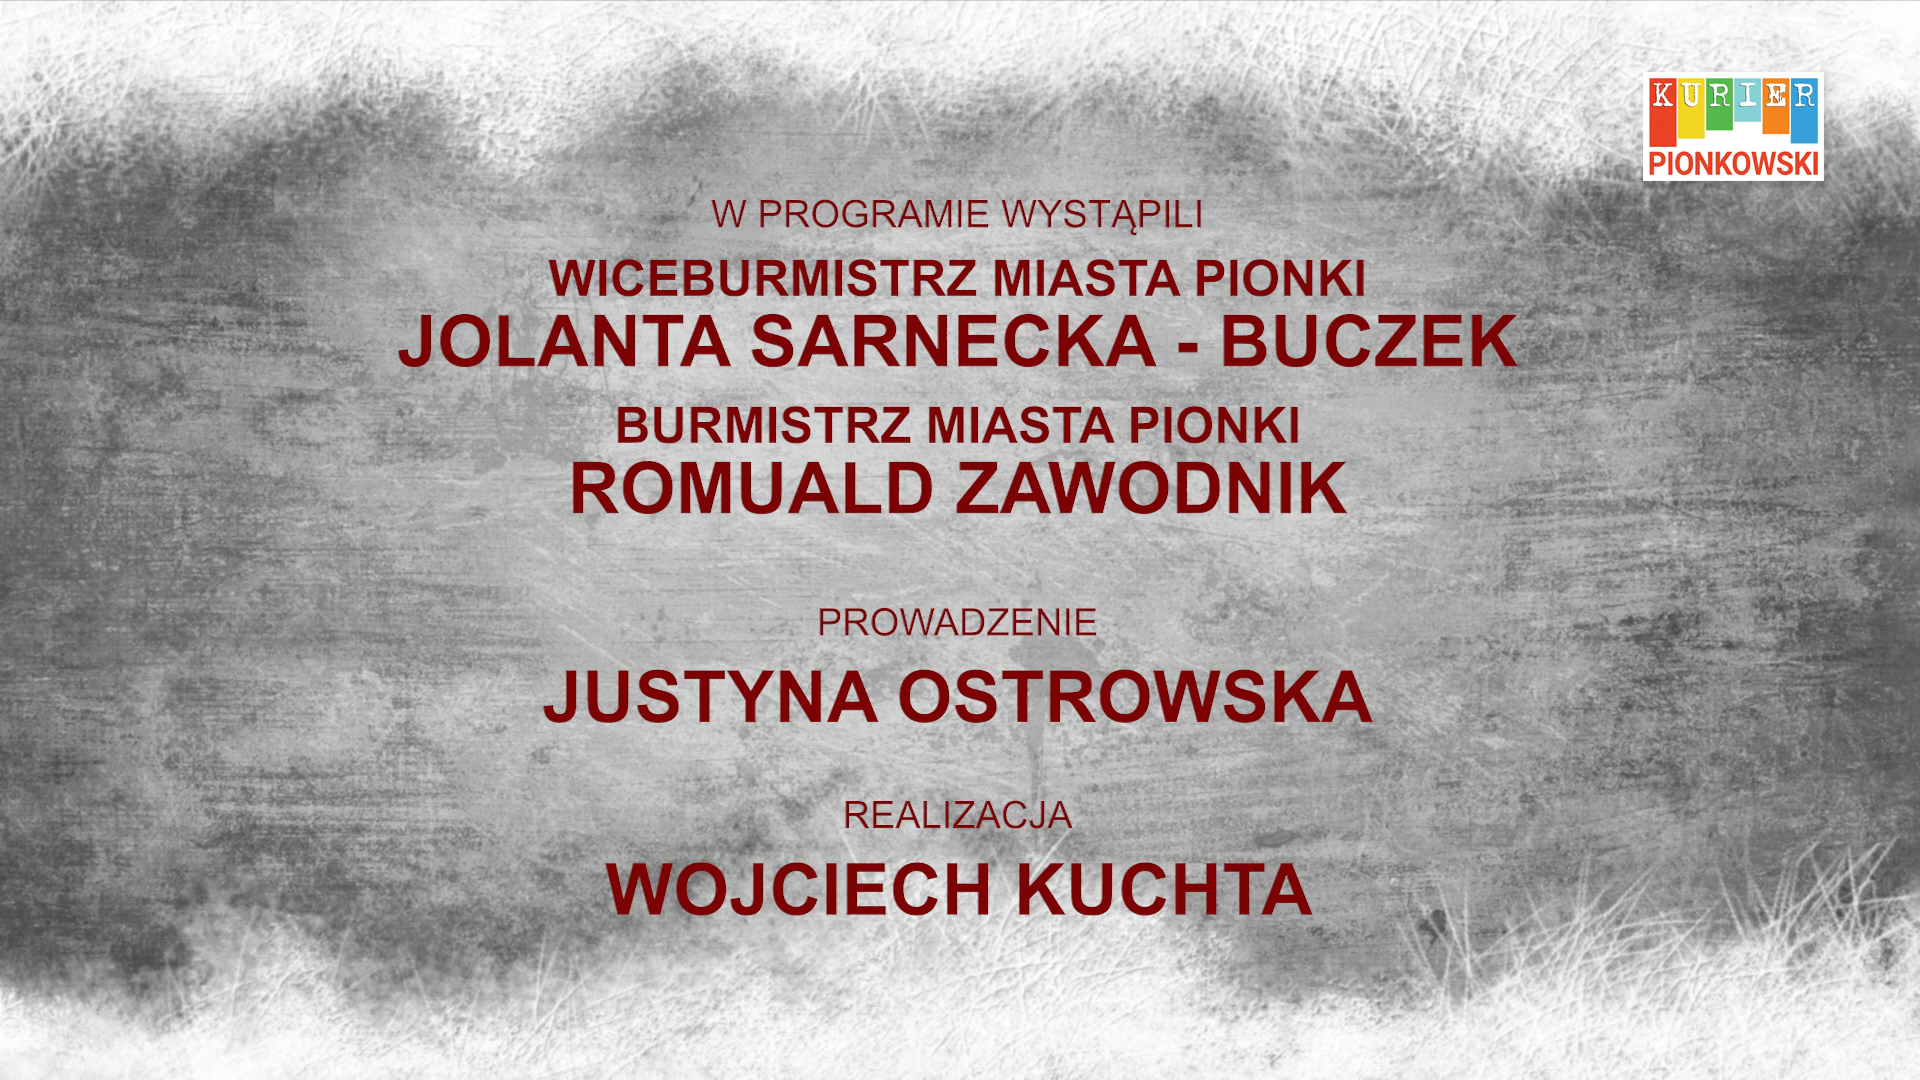 KURIER
PIONKOWSKI
W PROGRAMIE WYSTĄPILI
WICEBURMISTRZ MIASTA PIONKI
JOLANTA SARNECKA - BUCZEK
BURMISTRZ MIASTA PIONKI
ROMUALD ZAWODNIK
PROWADZENIE
JUSTYNA OSTROWSKA
REALIZACJA
WOJCIECH KUCHTA